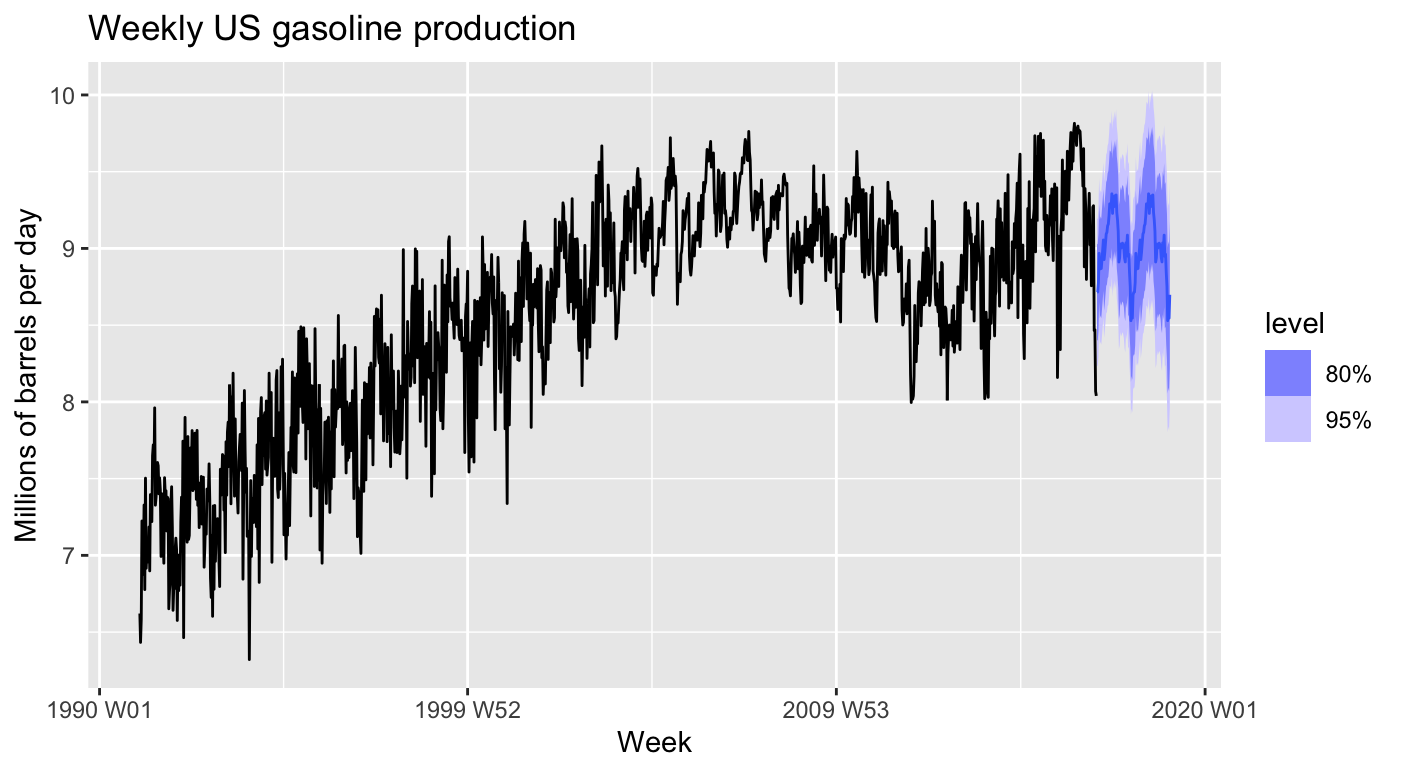 Weekly US gasoline production
Millions of barrels per day
10
9
8
7
1990 W01
1999 W52
2009 W53
2020 W01
Week
level
80%
95%